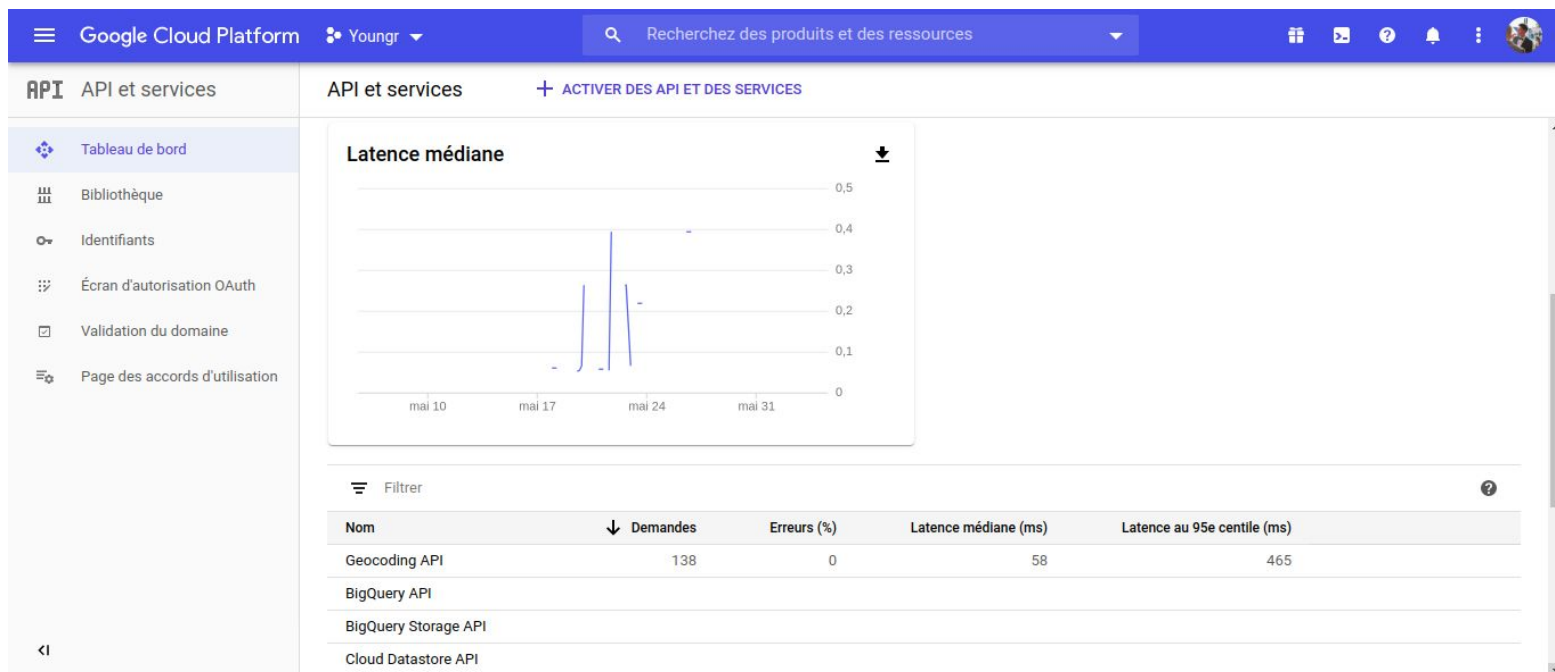 Google Cloud Platform Youngr Recherchez des produits et des ressources
API API et services
API et services + ACTIVER DES API ET DES SERVICES
Tableau de bord
Bibliothèque
Identifiants
Écran d'autorisation OAuth
Validation du domaine
Page des accords d'utilisation
Latence médiane
0,5
0,4
0,3
0,2
0,1
0
mai 10 mai 17 mai 24 mai 31
Filtrer
Nom Demandes Erreurs (%) Latence médiane (ms) Latence au 95e centile (ms)
Geocoding API 138 0 58 465
BigQuery API
BigQuery Storage API
Cloud Datastore API